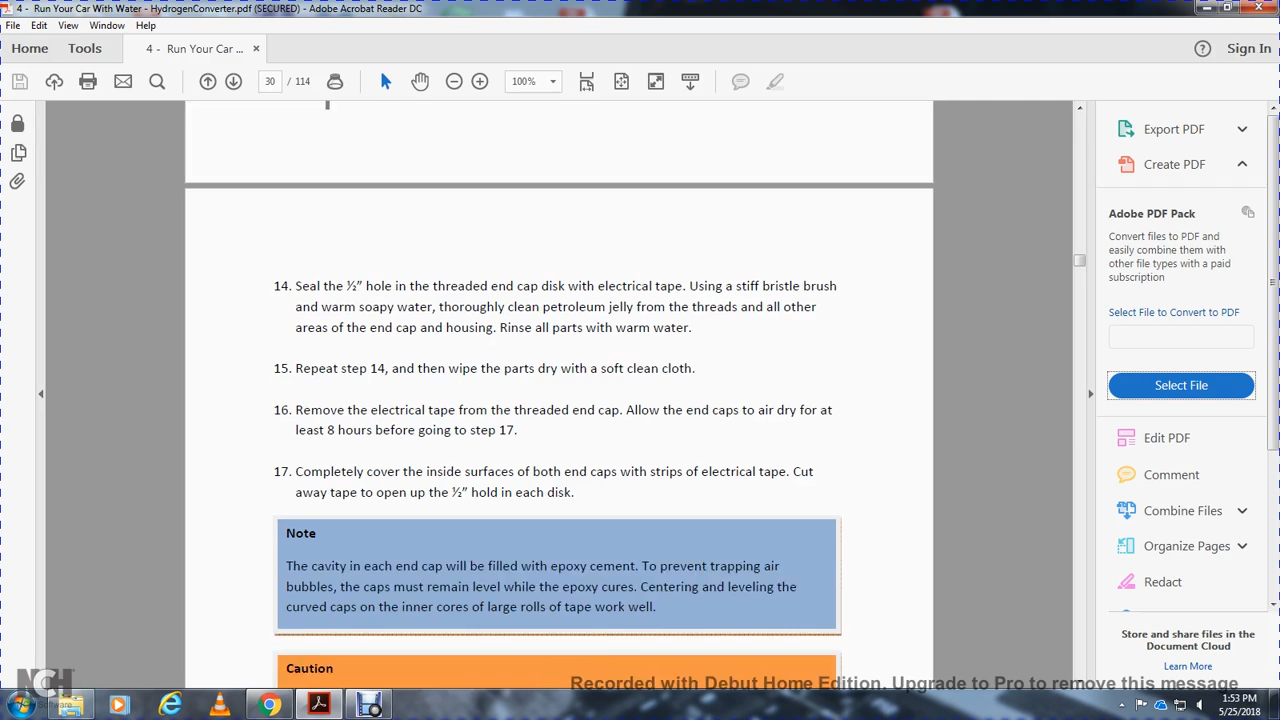 4 - Run Your Car With Water - HydrogenConverter.pdf (SECURED) - Adobe Acrobat Reader DC
File Edit View Window Help
Home Tools 4 - Run Your Car ... × Sign In
30 / 114 100%
14. Seal the ½” hole in the threaded end cap disk with electrical tape. Using a stiff bristle brush
and warm soapy water, thoroughly clean petroleum jelly from the threads and all other
areas of the end cap and housing. Rinse all parts with warm water.
15. Repeat step 14, and then wipe the parts dry with a soft clean cloth.
16. Remove the electrical tape from the threaded end cap. Allow the end caps to air dry for at
least 8 hours before going to step 17.
17. Completely cover the inside surfaces of both end caps with strips of electrical tape. Cut
away tape to open up the ½” hold in each disk.
Note
The cavity in each end cap will be filled with epoxy cement. To prevent trapping air
bubbles, the caps must remain level while the epoxy cures. Centering and leveling the
curved caps on the inner cores of large rolls of tape work well.
Caution
Export PDF
Create PDF
Adobe PDF Pack
Convert files to PDF and
easily combine them with
other file types with a paid
subscription
Select File to Convert to PDF
Select File
Edit PDF
Comment
Combine Files
Organize Pages
Redact
Store and share files in the
Document Cloud
Learn More
NCH
Software
Recorded with Debut Home Edition. Upgrade to Pro to remove this message
1:53 PM
5/25/2018